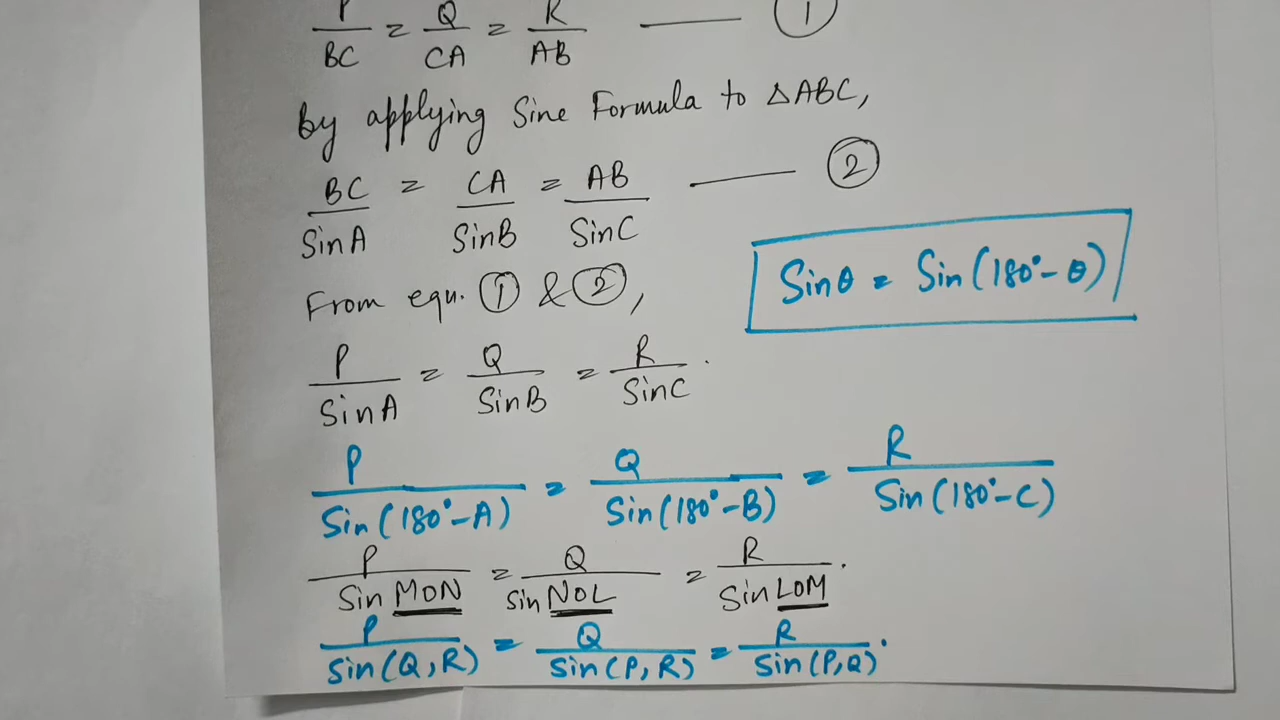 P/BC = Q/CA = R/AB —— ①
by applying Sine Formula to △ABC,
BC/SinA = CA/SinB = AB/SinC —— ②
From equ. ① & ②,
Sinθ = Sin(180°-θ)
P/SinA = Q/SinB = R/SinC.
P/Sin(180°-A) = Q/Sin(180°-B) = R/Sin(180°-C)
P/Sin MON = Q/Sin NOL = R/Sin LOM.
P/Sin(Q,R) = Q/Sin(P,R) = R/Sin(P,Q).